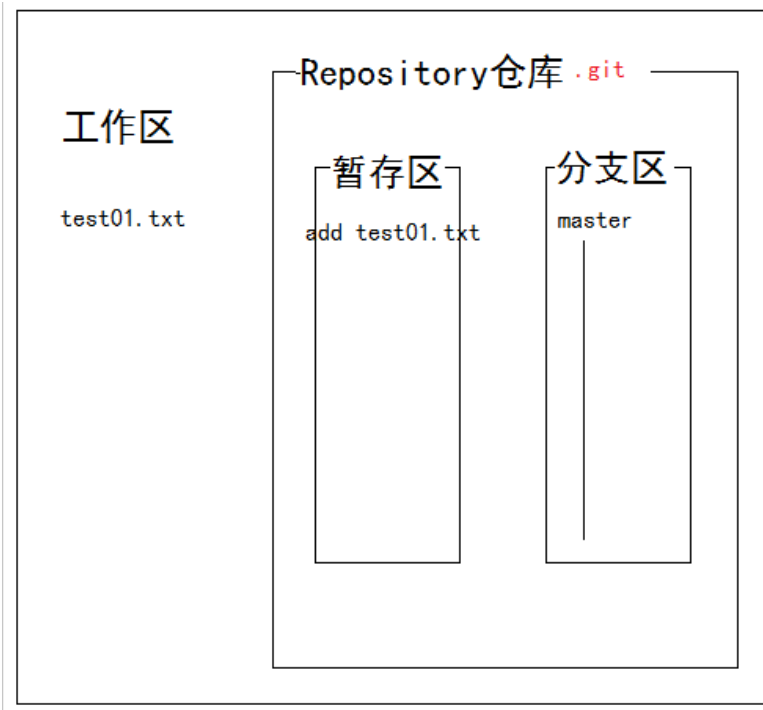 Repository仓库 .git
工作区
暂存区
分支区
test01.txt
add test01.txt
master